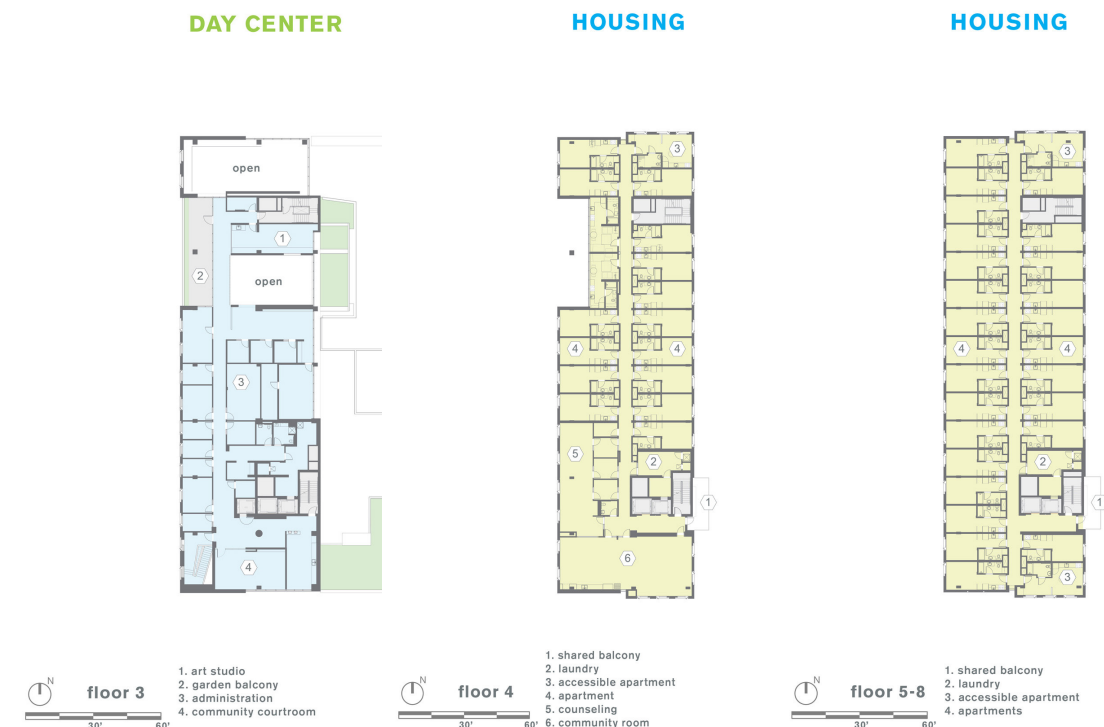 DAY CENTER
HOUSING
HOUSING
open
1
2
open
3
4
3
4
4
5
2
1
6
3
4
4
2
1
3
N
floor 3
30'
60'
1. art studio
2. garden balcony
3. administration
4. community courtroom
N
floor 4
30'
60'
1. shared balcony
2. laundry
3. accessible apartment
4. apartment
5. counseling
6. community room
N
floor 5-8
30'
60'
1. shared balcony
2. laundry
3. accessible apartment
4. apartments